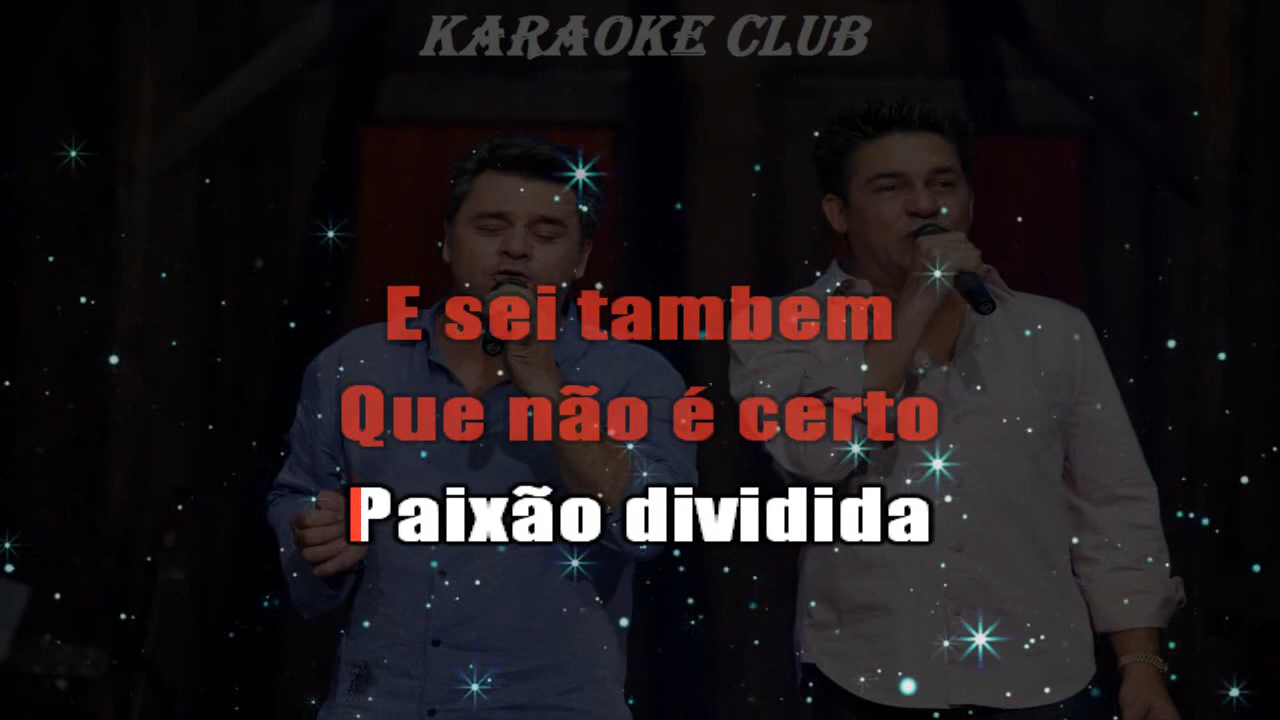 KARAOKE CLUB
E sei tambem
Que não é certo
Paixão dividida